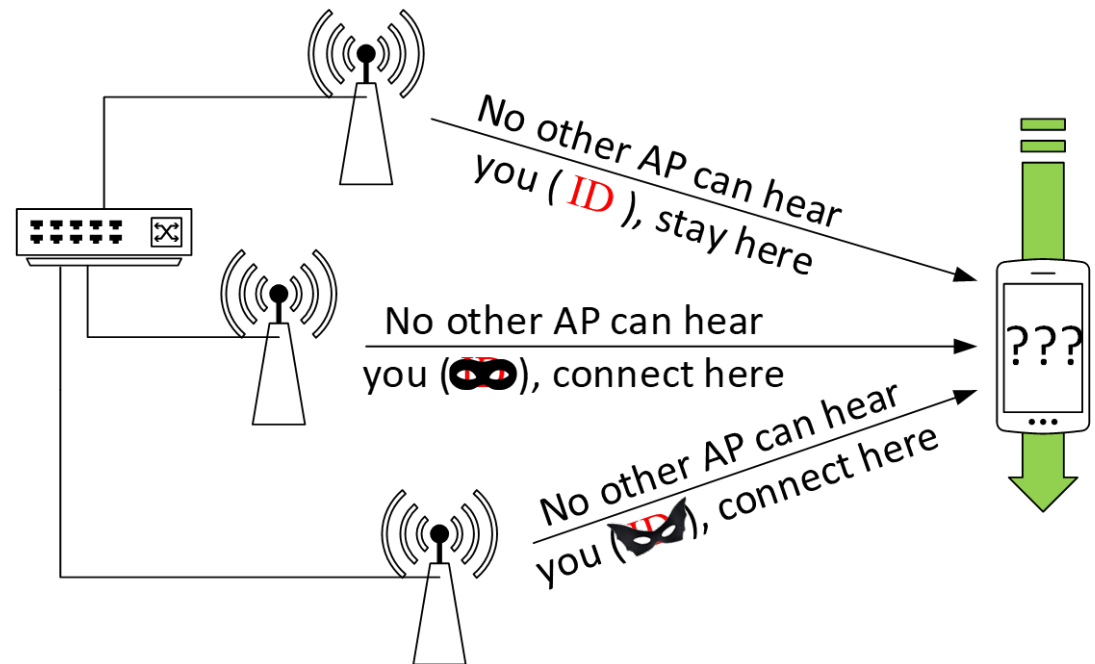 No other AP can hear
you ( ID ), stay here
No other AP can hear
you (ID), connect here
No other AP can hear
you (ID), connect here
???